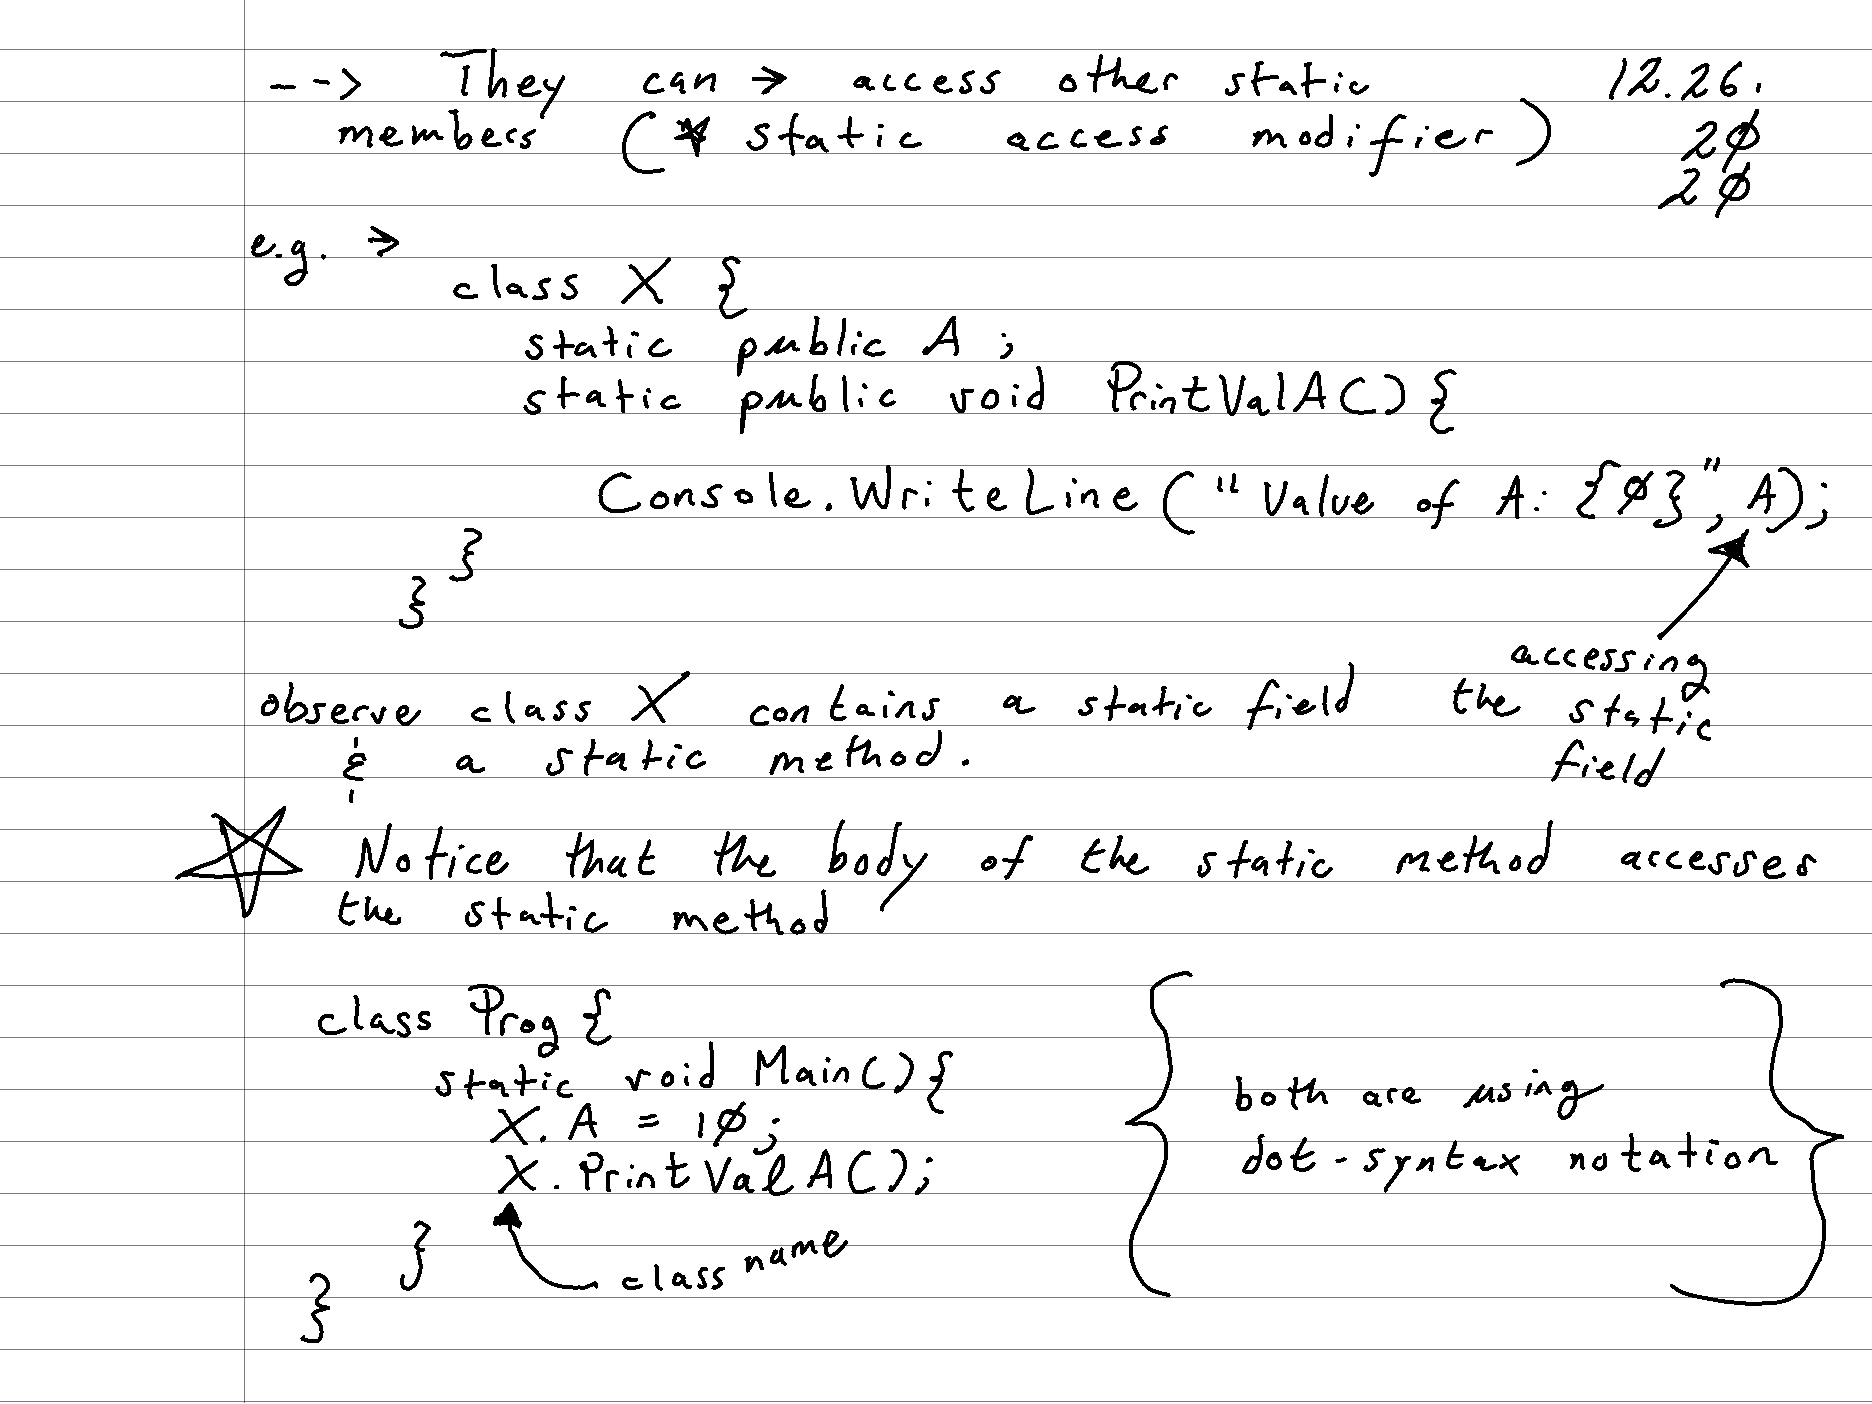 --> They can → access other static 12.26.
members (* static access modifier) 2∅
2∅
e.g. →
class X {
static public A ;
static public void PrintValA() {
Console.WriteLine ("Value of A: {∅}", A);
}
}
accessing
the static
field
observe class X contains a static field
& a static method.
Notice that the body of the static method accesses
the static method
class Prog {
static void Main() {
X.A = 1∅;
X.PrintValA();
class name
}
}
both are using
dot-syntax notation